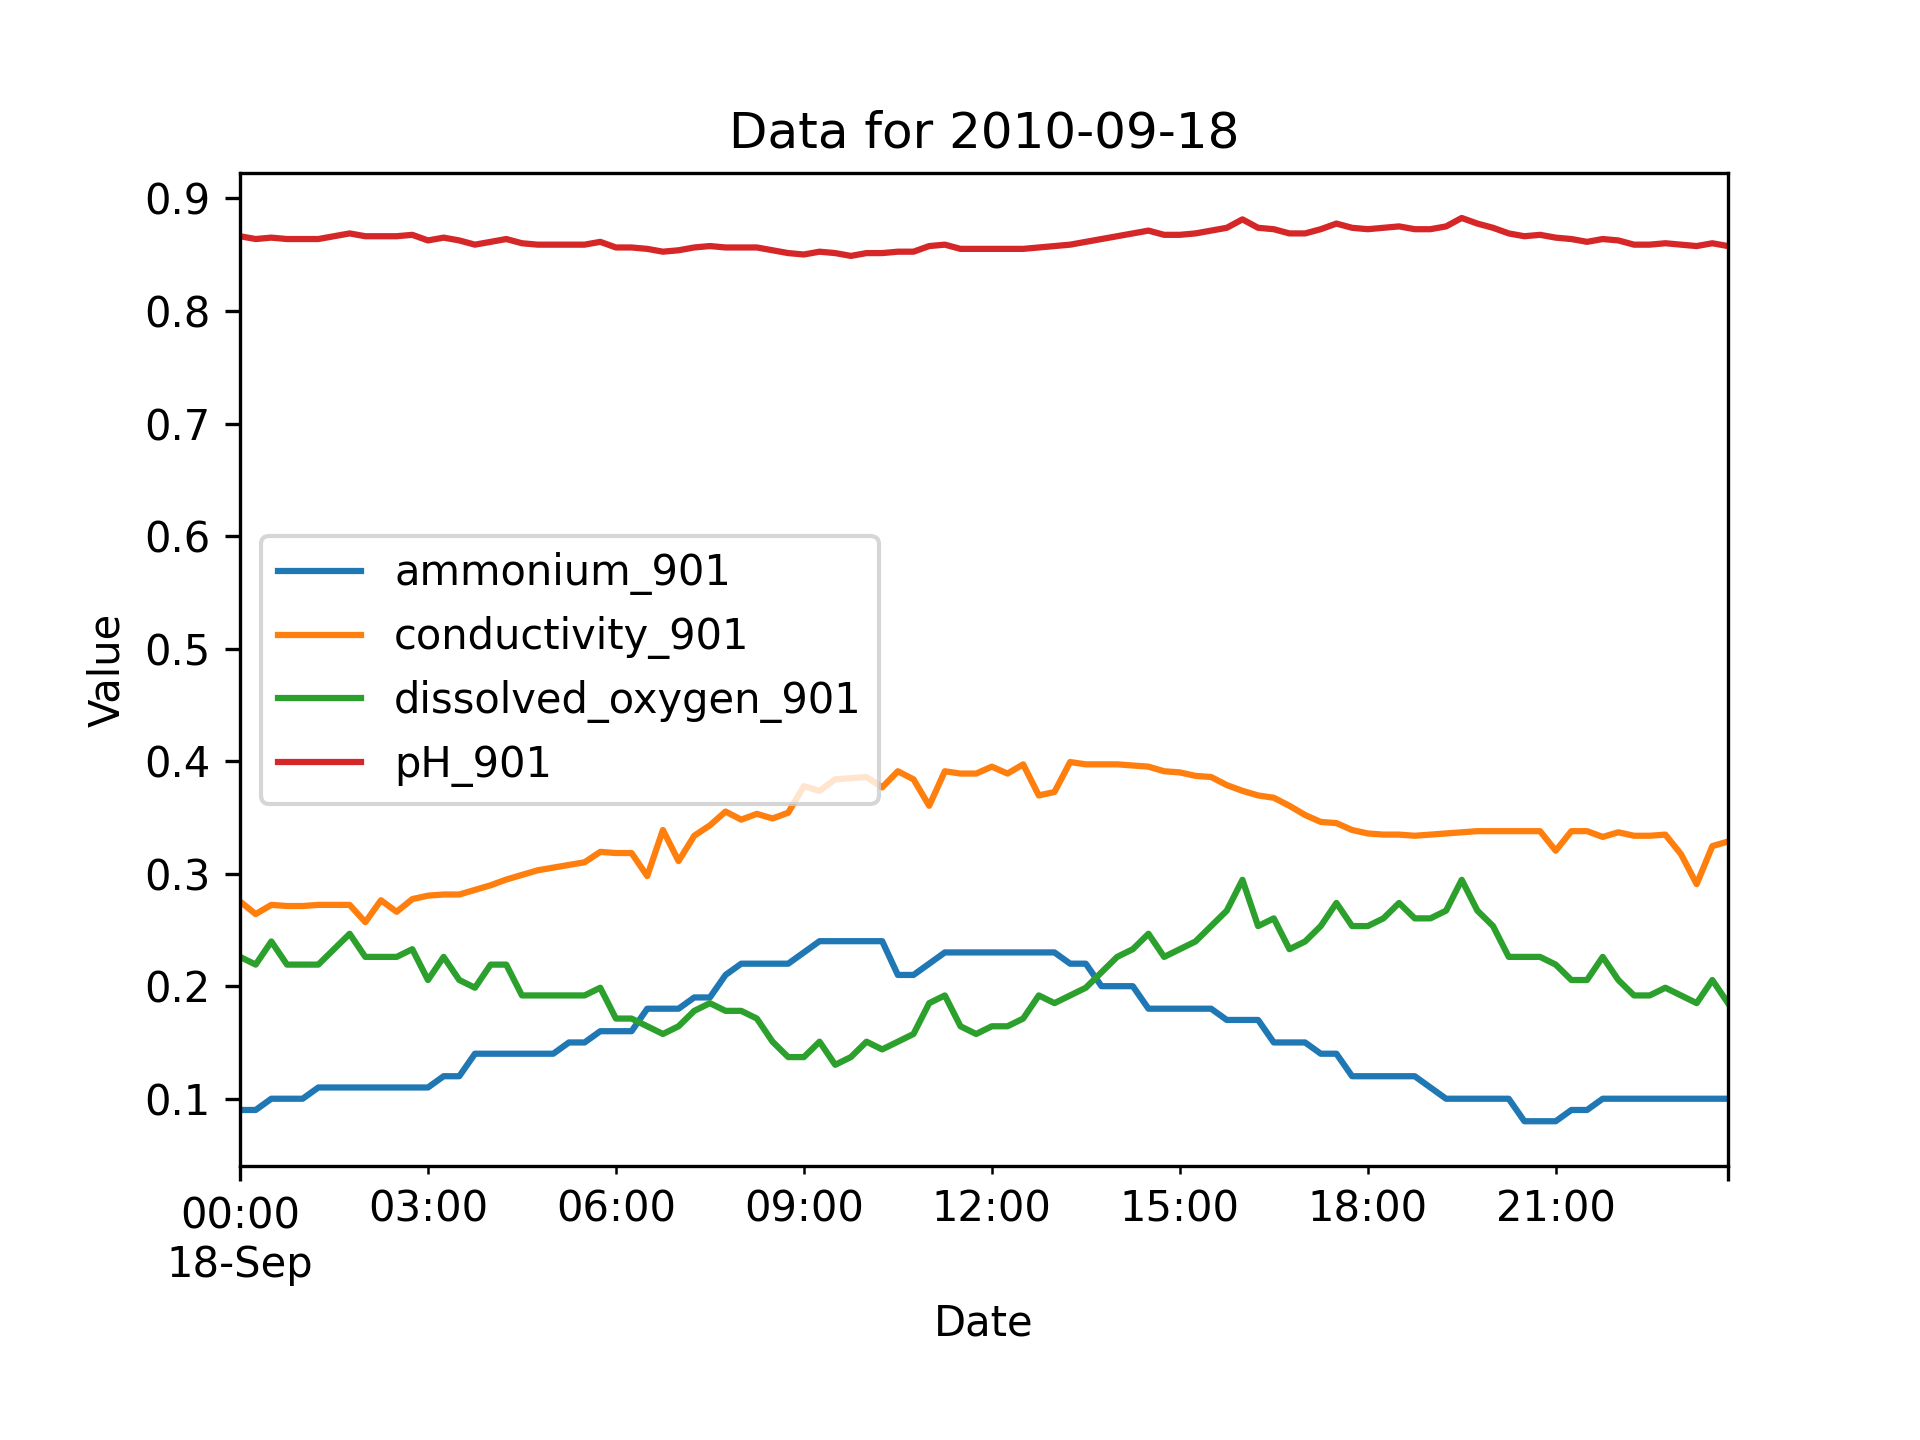 Data for 2010-09-18
0.9
0.8
0.7
0.6
0.5
0.4
0.3
0.2
0.1
Value
ammonium_901
conductivity_901
dissolved_oxygen_901
pH_901
00:00 03:00 06:00 09:00 12:00 15:00 18:00 21:00
18-Sep
Date